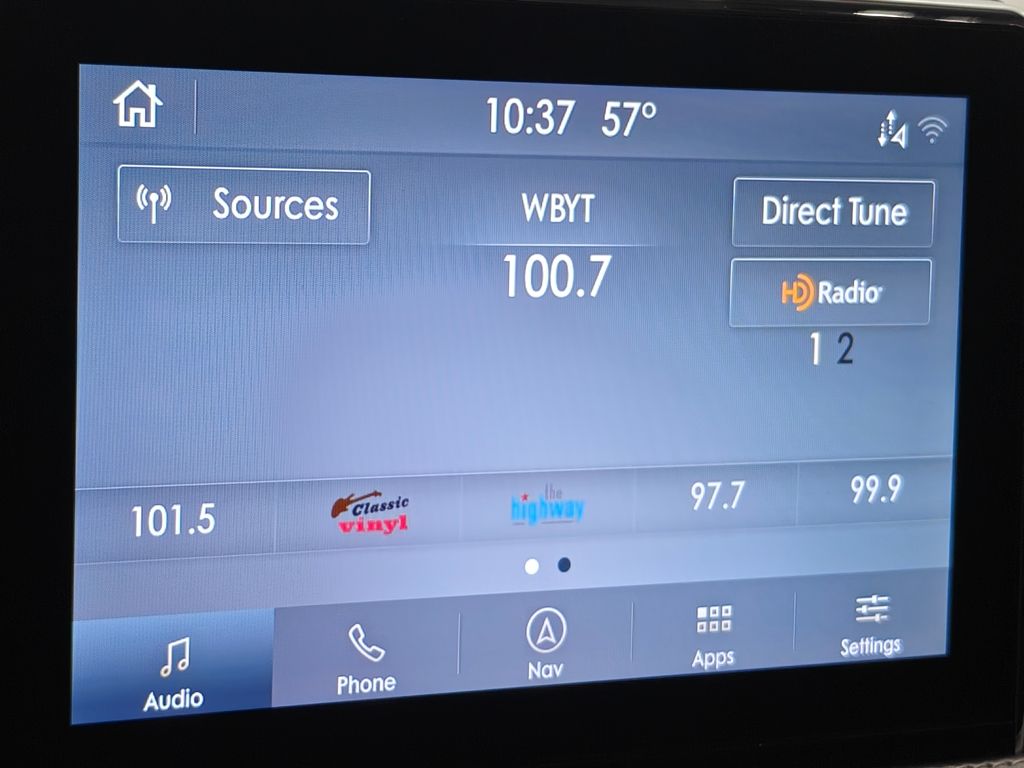 10:37 57°
Sources
WBYT
Direct Tune
100.7
HD Radio
1 2
101.5
Classic
vinyl
the
highway
97.7
99.9
Audio
Phone
Nav
Apps
Settings